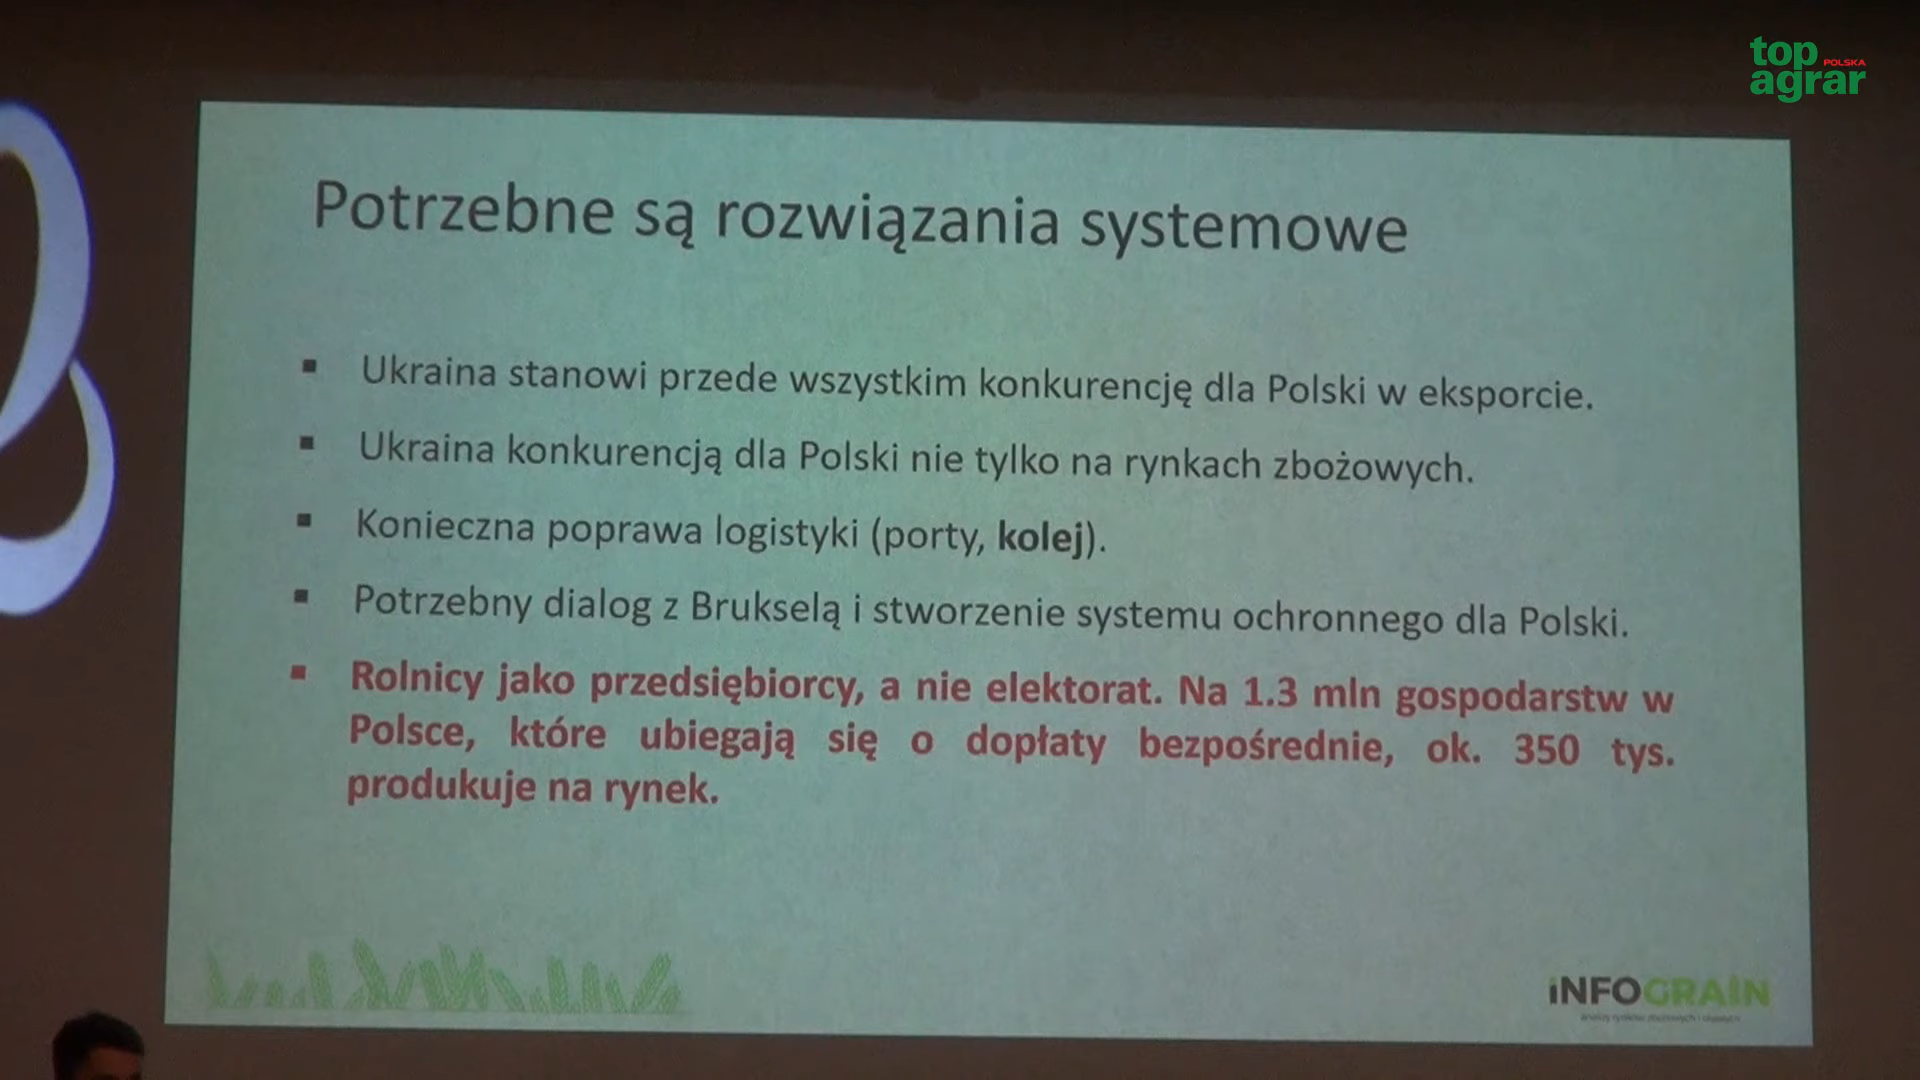 top
POLSKA
agrar
Potrzebne są rozwiązania systemowe
▪ Ukraina stanowi przede wszystkim konkurencję dla Polski w eksporcie.
▪ Ukraina konkurencją dla Polski nie tylko na rynkach zbożowych.
▪ Konieczna poprawa logistyki (porty, kolej).
▪ Potrzebny dialog z Brukselą i stworzenie systemu ochronnego dla Polski.
▪ Rolnicy jako przedsiębiorcy, a nie elektorat. Na 1.3 mln gospodarstw w
Polsce, które ubiegają się o dopłaty bezpośrednie, ok. 350 tys.
produkuje na rynek.
iNFOGRAIN